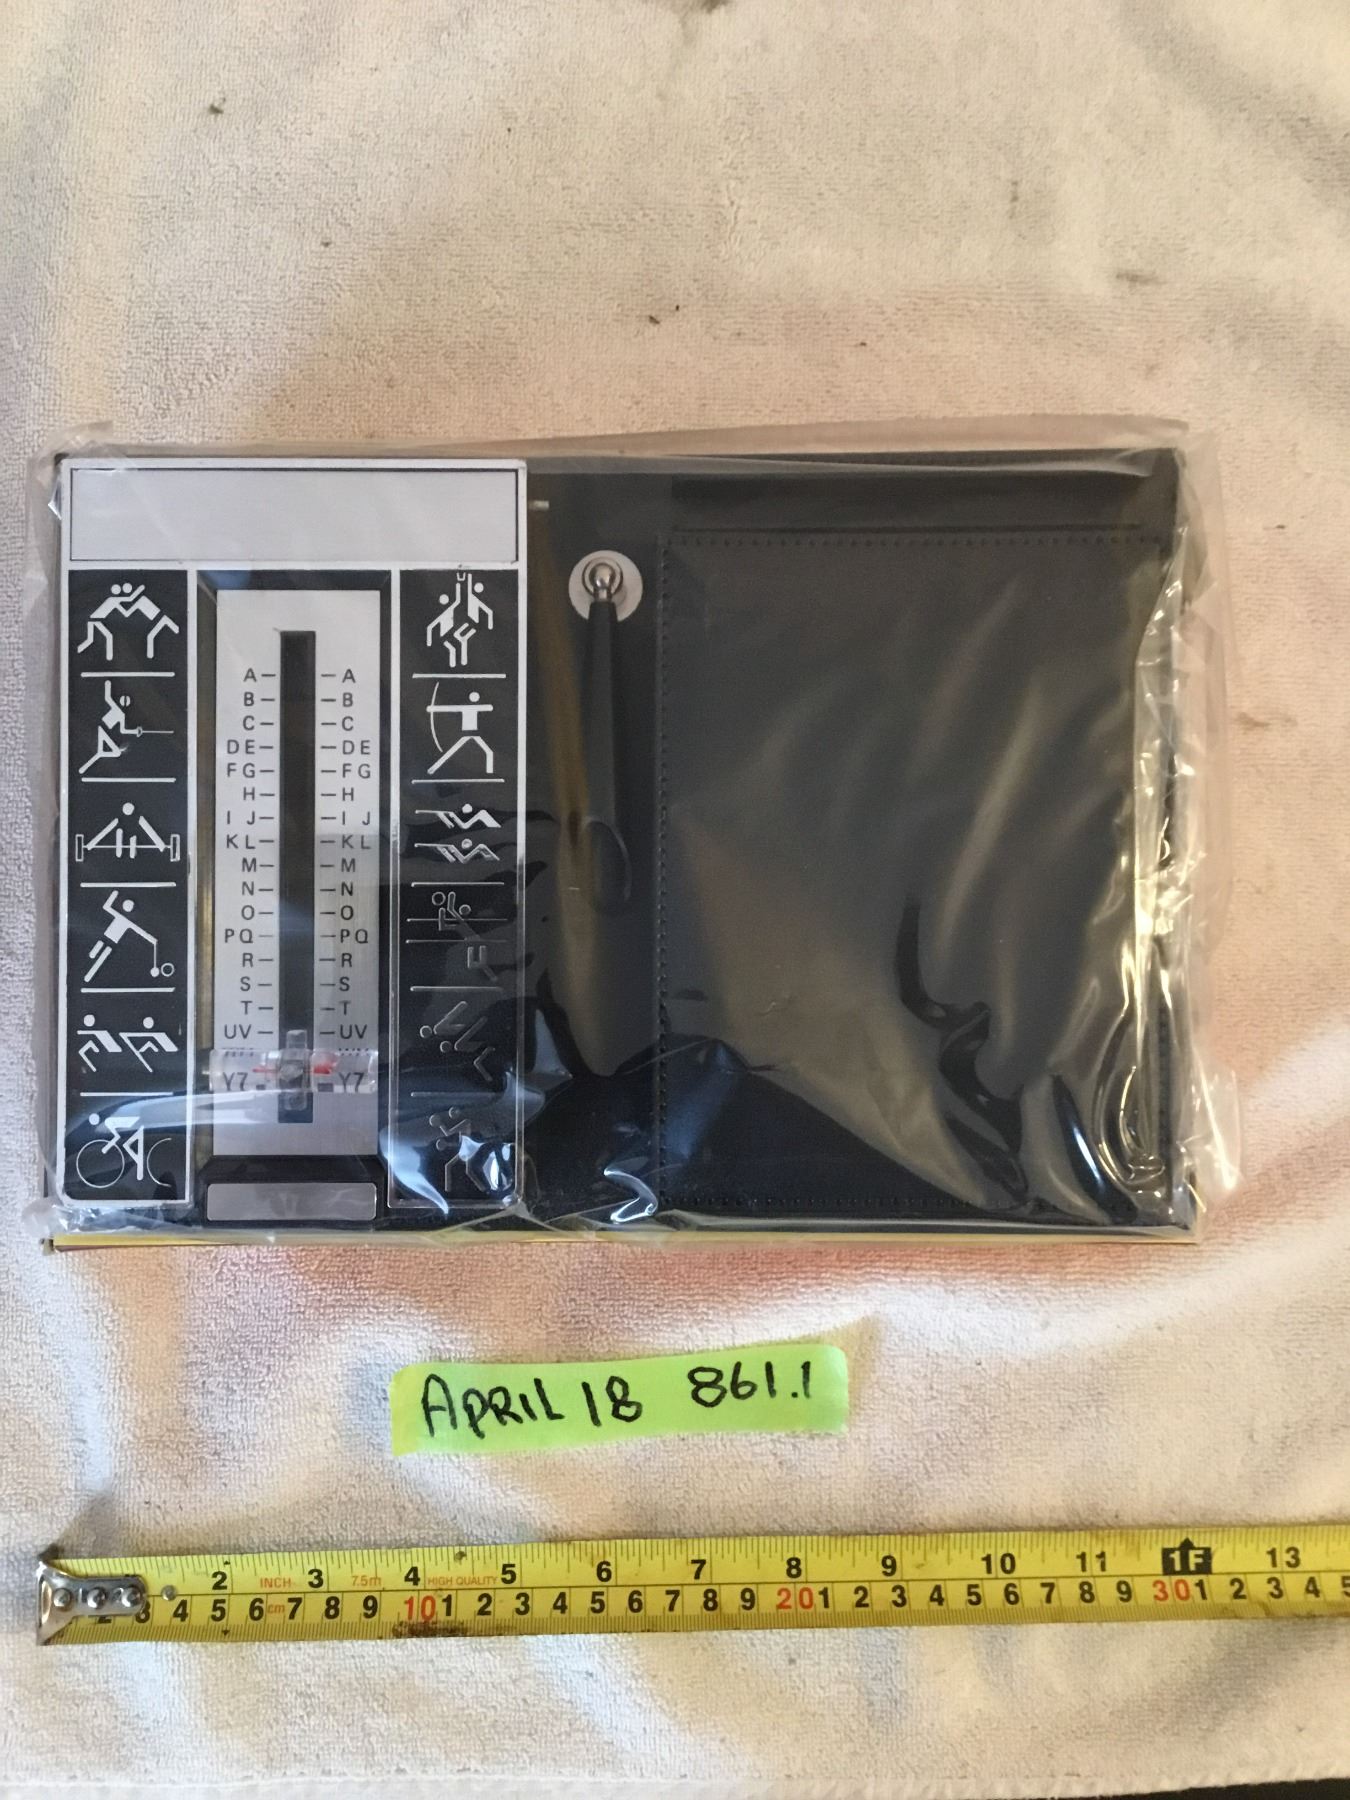 A A
B B
C C
DE DE
FG FG
H H
I J I J
KL KL
M M
N N
O O
PQ PQ
R R
S S
T T
UV UV
APRIL 18 861.1
2 INCH 3 7.5m 4 HIGH QUALITY 5 6 7 8 9 10 11 1F 13
2 3 4 5 6 cm 7 8 9 10 1 2 3 4 5 6 7 8 9 20 1 2 3 4 5 6 7 8 9 30 1 2 3 4 5